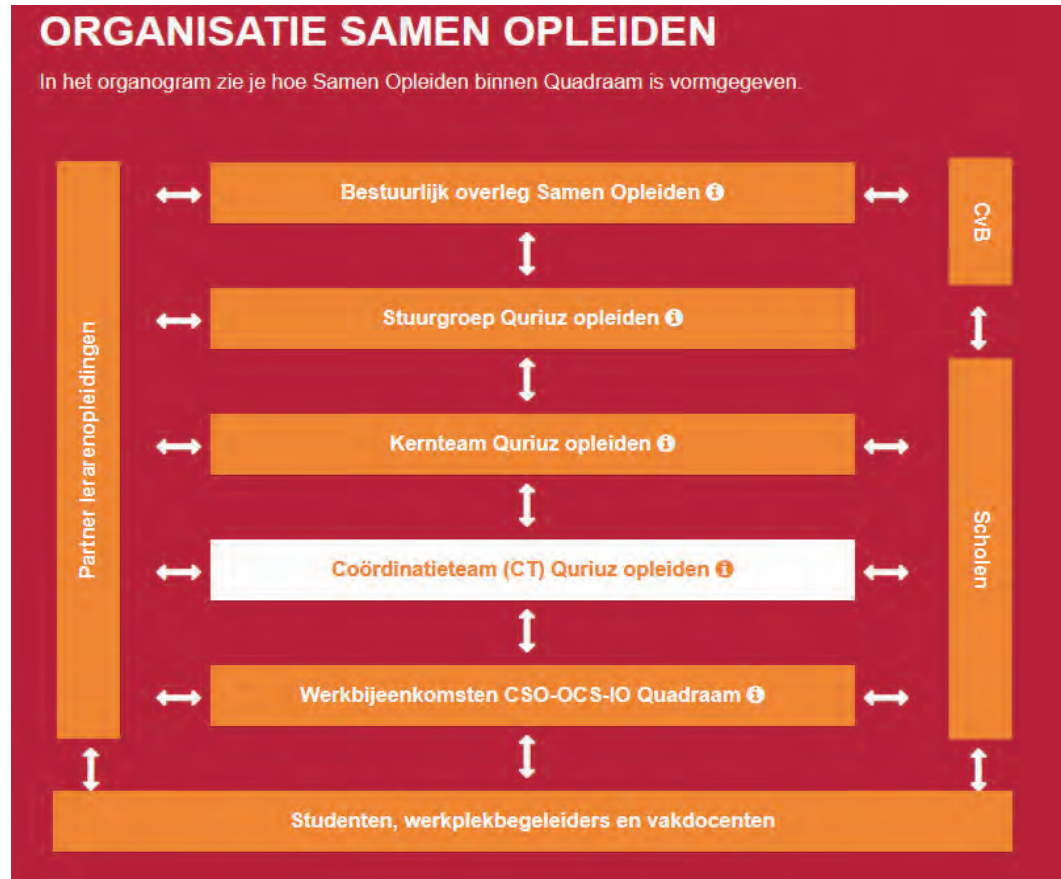 ORGANISATIE SAMEN OPLEIDEN
In het organogram zie je hoe Samen Opleiden binnen Quadraam is vormgegeven.
Partner lerarenopleidingen
Bestuurlijk overleg Samen Opleiden
CvB
Stuurgroep Quriuz opleiden
Kernteam Quriuz opleiden
Scholen
Coördinatieteam (CT) Quriuz opleiden
Werkbijeenkomsten CSO-OCS-IO Quadraam
Studenten, werkplekbegeleiders en vakdocenten